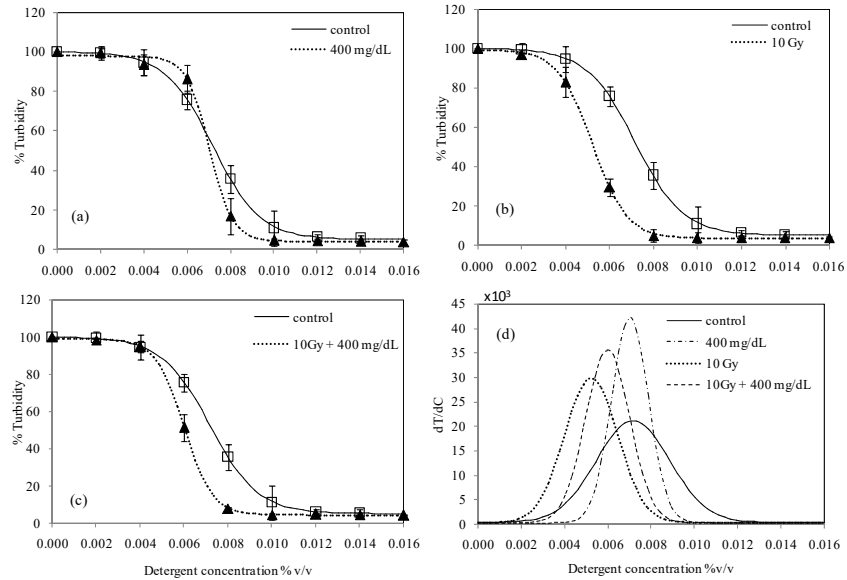 120
100
80
60
40
20
0
% Turbidity
control
400 mg/dL
(a)
0.000 0.002 0.004 0.006 0.008 0.010 0.012 0.014 0.016
120
100
80
60
40
20
0
% Turbidity
control
10 Gy
(b)
0.000 0.002 0.004 0.006 0.008 0.010 0.012 0.014 0.016
120
100
80
60
40
20
0
% Turbidity
control
10Gy + 400 mg/dL
(c)
0.000 0.002 0.004 0.006 0.008 0.010 0.012 0.014 0.016
Detergent concentration % v/v
x10³
45
40
35
30
25
20
15
10
5
0
dT/dC
(d)
control
400 mg/dL
10 Gy
10Gy + 400 mg/dL
0.000 0.002 0.004 0.006 0.008 0.010 0.012 0.014 0.016
Detergent concentration % v/v